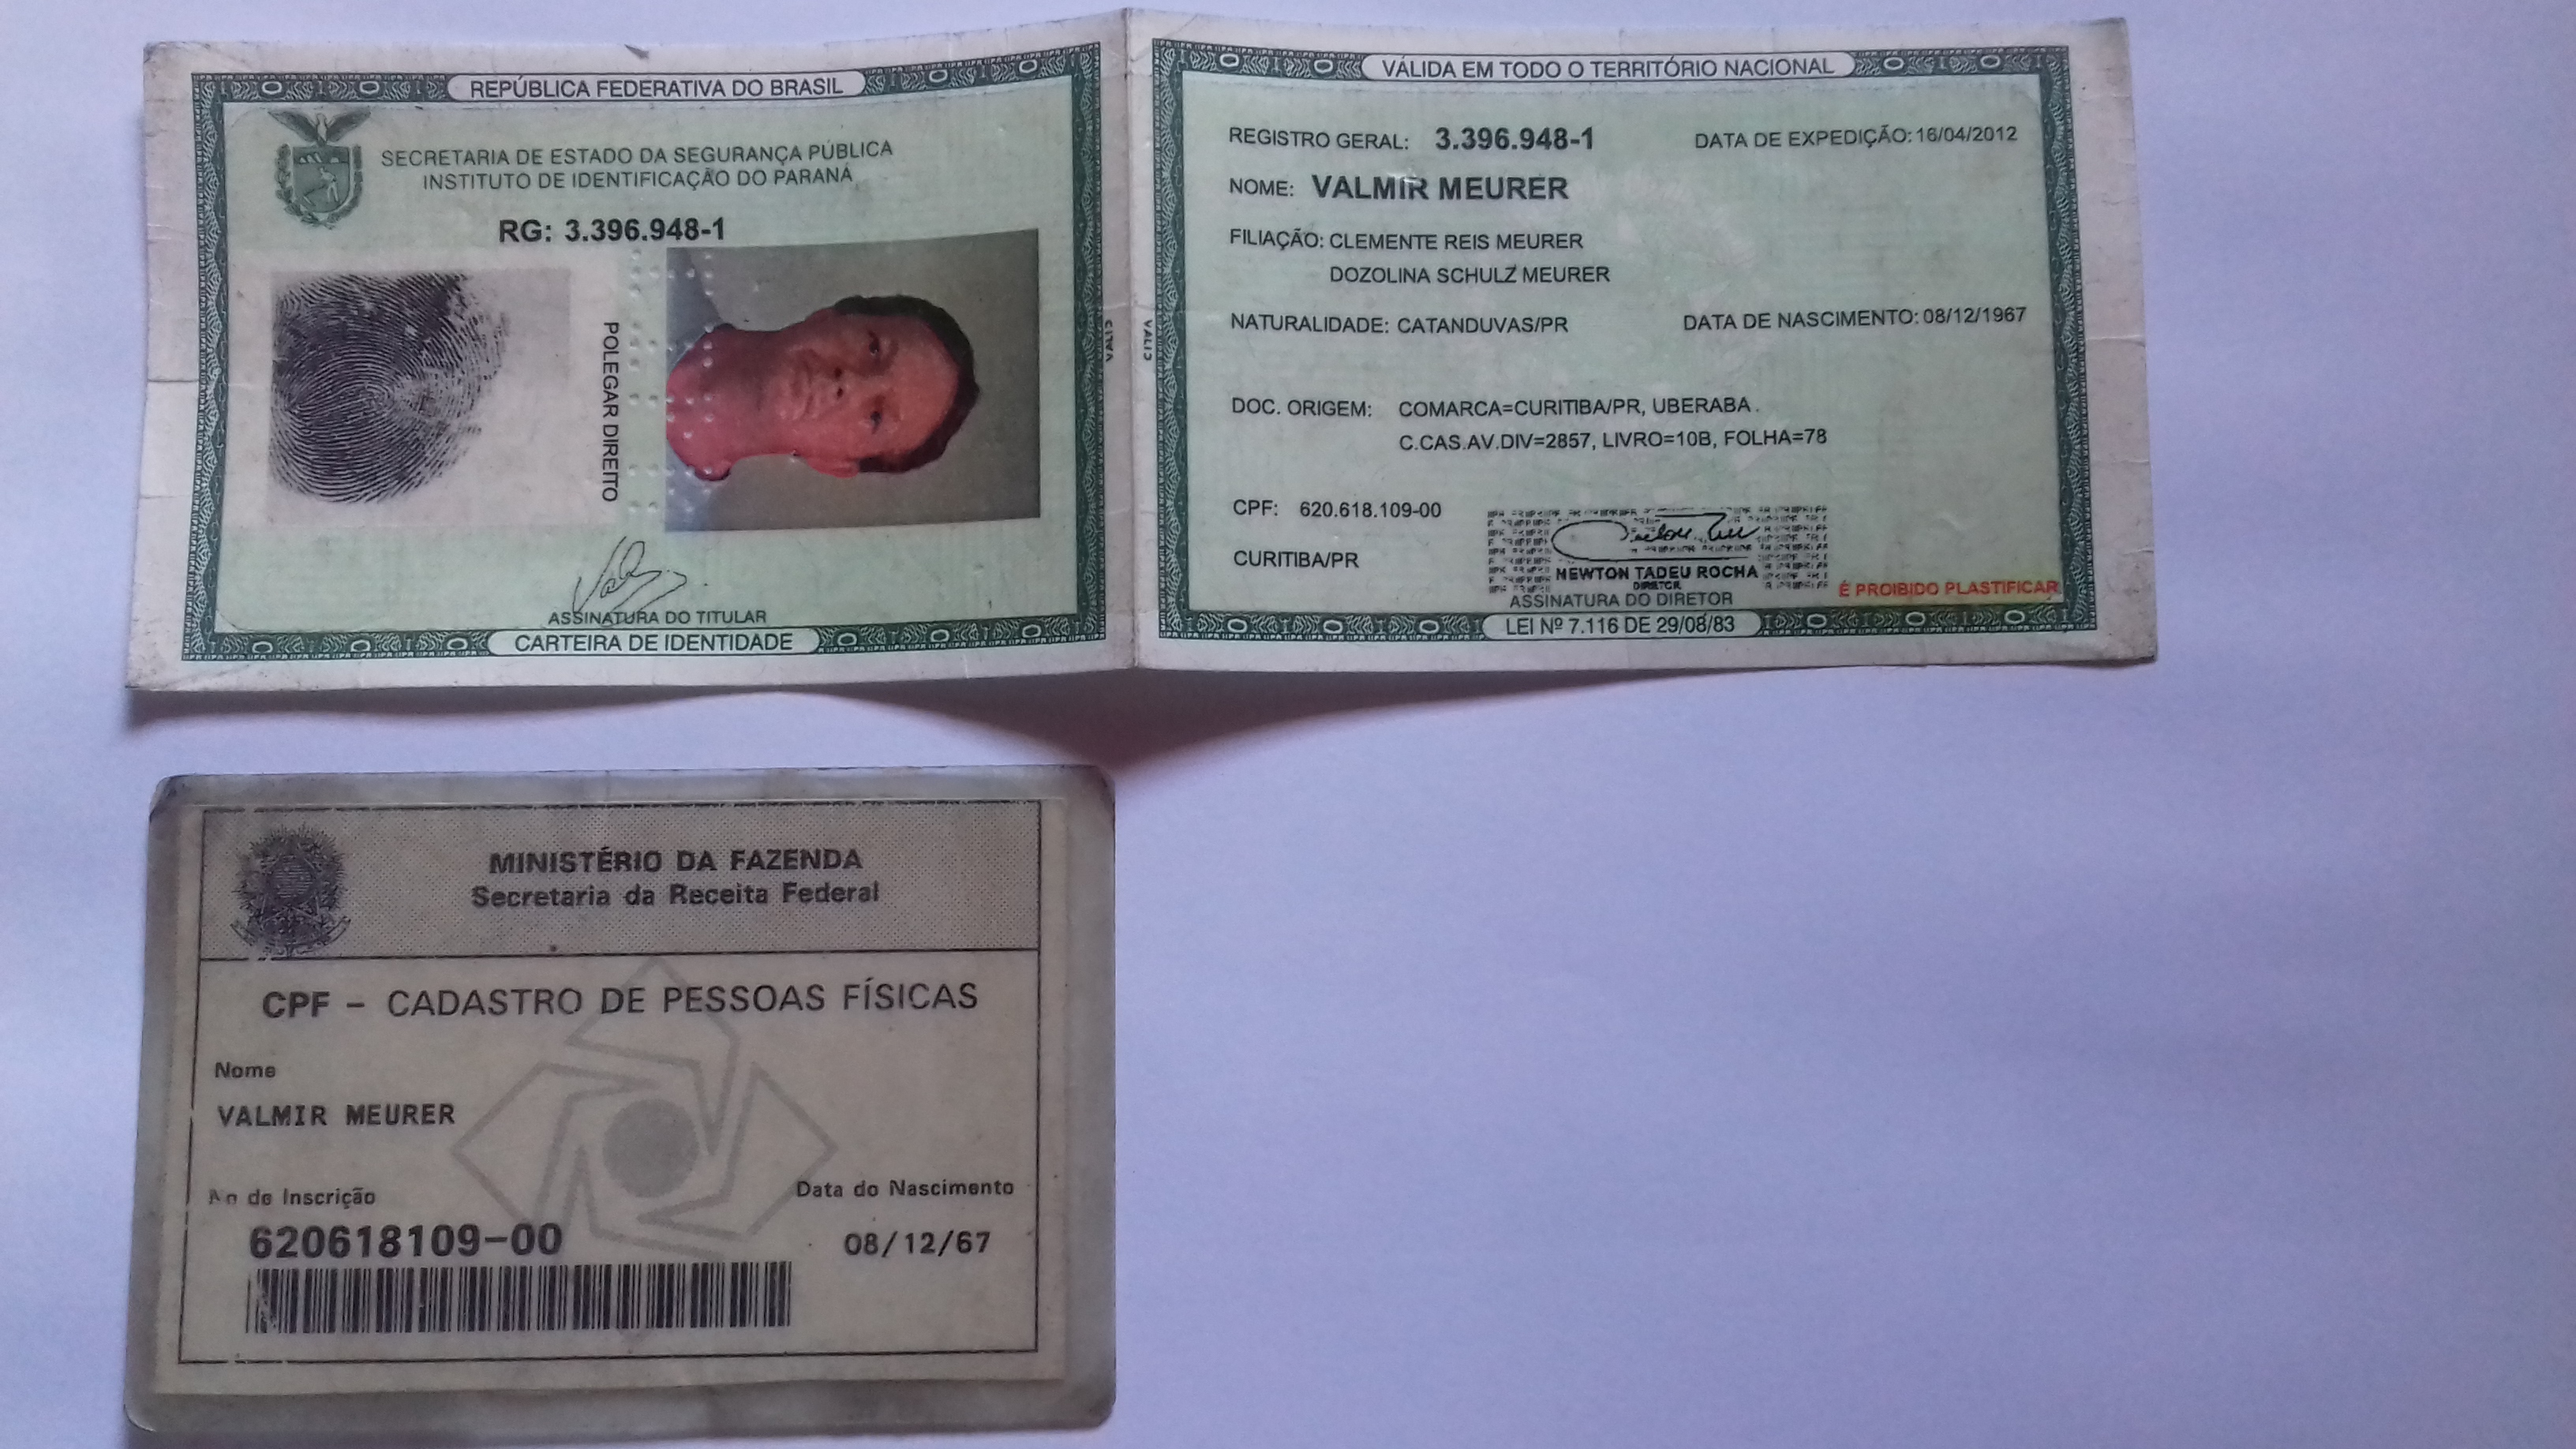 REPÚBLICA FEDERATIVA DO BRASIL
SECRETARIA DE ESTADO DA SEGURANÇA PÚBLICA
INSTITUTO DE IDENTIFICAÇÃO DO PARANÁ
RG: 3.396.948-1
POLEGAR DIREITO
ASSINATURA DO TITULAR
CARTEIRA DE IDENTIDADE
VÁLIDA EM TODO O TERRITÓRIO NACIONAL
REGISTRO GERAL: 3.396.948-1 DATA DE EXPEDIÇÃO: 16/04/2012
NOME: VALMIR MEURER
FILIAÇÃO: CLEMENTE REIS MEURER
DOZOLINA SCHULZ MEURER
NATURALIDADE: CATANDUVAS/PR DATA DE NASCIMENTO: 08/12/1967
DOC. ORIGEM: COMARCA=CURITIBA/PR, UBERABA.
C.CAS.AV.DIV=2857, LIVRO=10B, FOLHA=78
CPF: 620.618.109-00
CURITIBA/PR
NEWTON TADEU ROCHA
DIRETOR
ASSINATURA DO DIRETOR
É PROIBIDO PLASTIFICAR
LEI Nº 7.116 DE 29/08/83
MINISTÉRIO DA FAZENDA
Secretaria da Receita Federal
CPF – CADASTRO DE PESSOAS FÍSICAS
Nome
VALMIR MEURER
de Inscrição Data do Nascimento
620618109-00 08/12/67